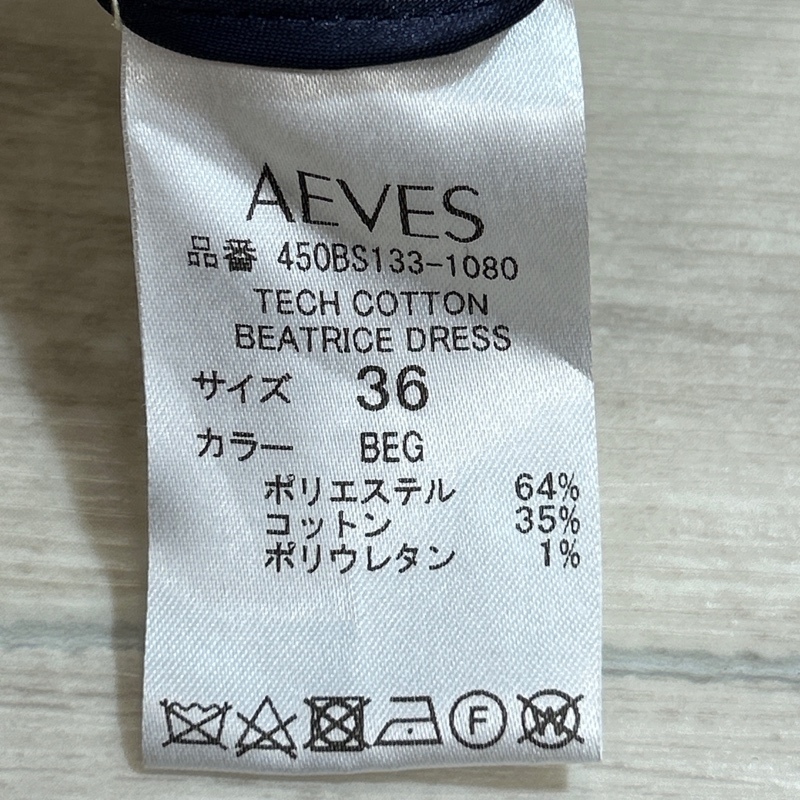 AEVES
品番 450BS133-1080
TECH COTTON
BEATRICE DRESS
サイズ 36
カラー BEG
ポリエステル 64%
コットン 35%
ポリウレタン 1%
F W